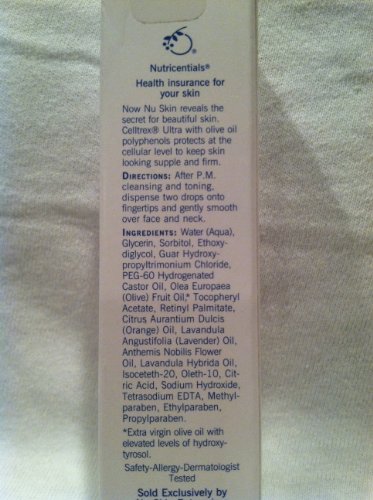 ®
Nutricentials®
Health insurance for
your skin
Now Nu Skin reveals the
secret for beautiful skin.
Celltrex® Ultra with olive oil
polyphenols protects at the
cellular level to keep skin
looking supple and firm.
DIRECTIONS: After P.M.
cleansing and toning,
dispense two drops onto
fingertips and gently smooth
over face and neck.
INGREDIENTS: Water (Aqua),
Glycerin, Sorbitol, Ethoxy-
diglycol, Guar Hydroxy-
propyltrimonium Chloride,
PEG-60 Hydrogenated
Castor Oil, Olea Europaea
(Olive) Fruit Oil,* Tocopheryl
Acetate, Retinyl Palmitate,
Citrus Aurantium Dulcis
(Orange) Oil, Lavandula
Angustifolia (Lavender) Oil,
Anthemis Nobilis Flower
Oil, Lavandula Hybrida Oil,
Isoceteth-20, Oleth-10, Cit-
ric Acid, Sodium Hydroxide,
Tetrasodium EDTA, Methyl-
paraben, Ethylparaben,
Propylparaben.
*Extra virgin olive oil with
elevated levels of hydroxy-
tyrosol.
Safety-Allergy-Dermatologist
Tested
Sold Exclusively by